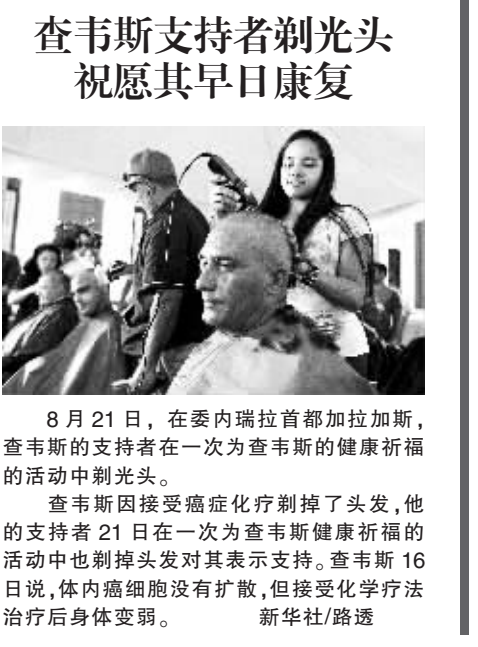 查韦斯支持者剃光头
祝愿其早日康复
8 月 21 日，在委内瑞拉首都加拉加斯，
查韦斯的支持者在一次为查韦斯的健康祈福
的活动中剃光头。
查韦斯因接受癌症化疗剃掉了头发,他
的支持者 21 日在一次为查韦斯健康祈福的
活动中也剃掉头发对其表示支持。查韦斯 16
日说,体内癌细胞没有扩散,但接受化学疗法
治疗后身体变弱。 新华社/路透